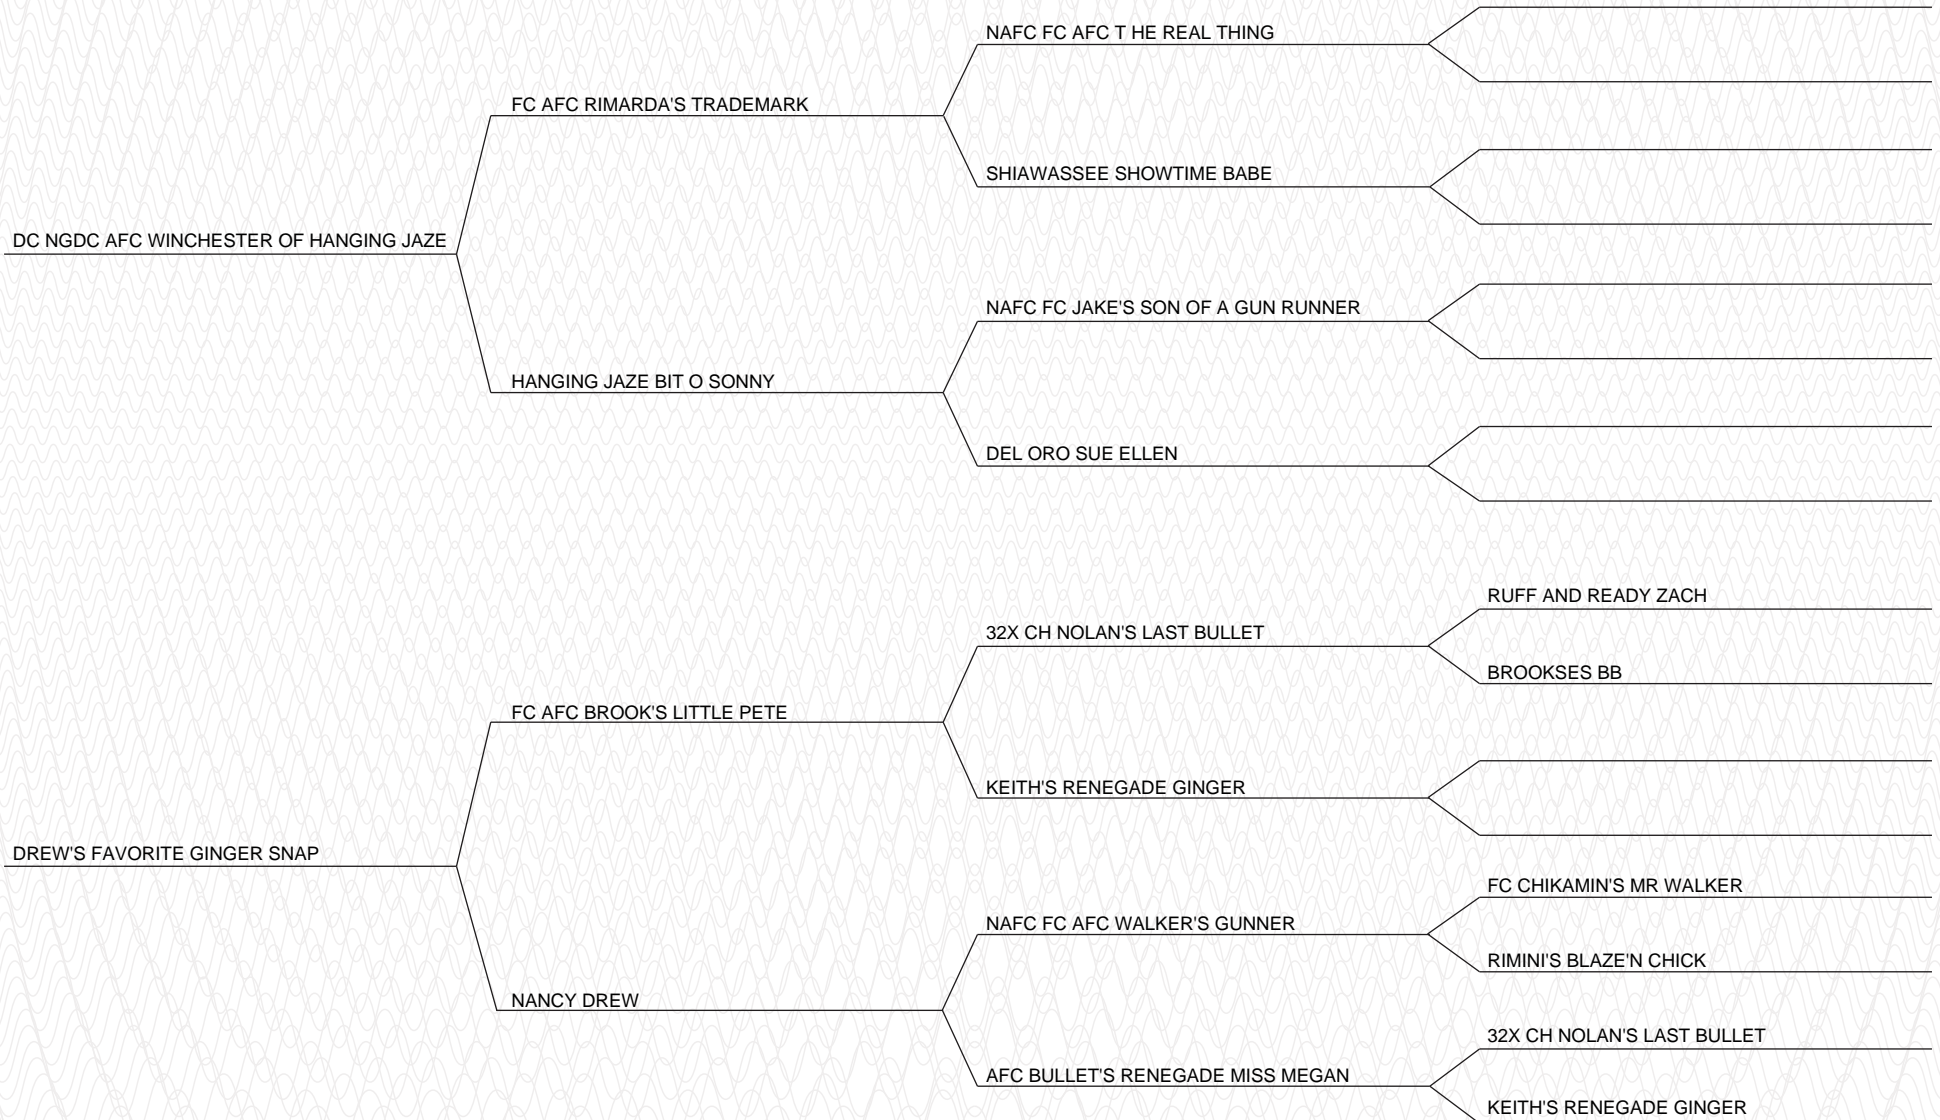 NAFC FC AFC T HE REAL THING
FC AFC RIMARDA'S TRADEMARK
SHIAWASSEE SHOWTIME BABE
DC NGDC AFC WINCHESTER OF HANGING JAZE
NAFC FC JAKE'S SON OF A GUN RUNNER
HANGING JAZE BIT O SONNY
DEL ORO SUE ELLEN
RUFF AND READY ZACH
32X CH NOLAN'S LAST BULLET
BROOKSES BB
FC AFC BROOK'S LITTLE PETE
KEITH'S RENEGADE GINGER
DREW'S FAVORITE GINGER SNAP
FC CHIKAMIN'S MR WALKER
NAFC FC AFC WALKER'S GUNNER
RIMINI'S BLAZE'N CHICK
NANCY DREW
32X CH NOLAN'S LAST BULLET
AFC BULLET'S RENEGADE MISS MEGAN
KEITH'S RENEGADE GINGER